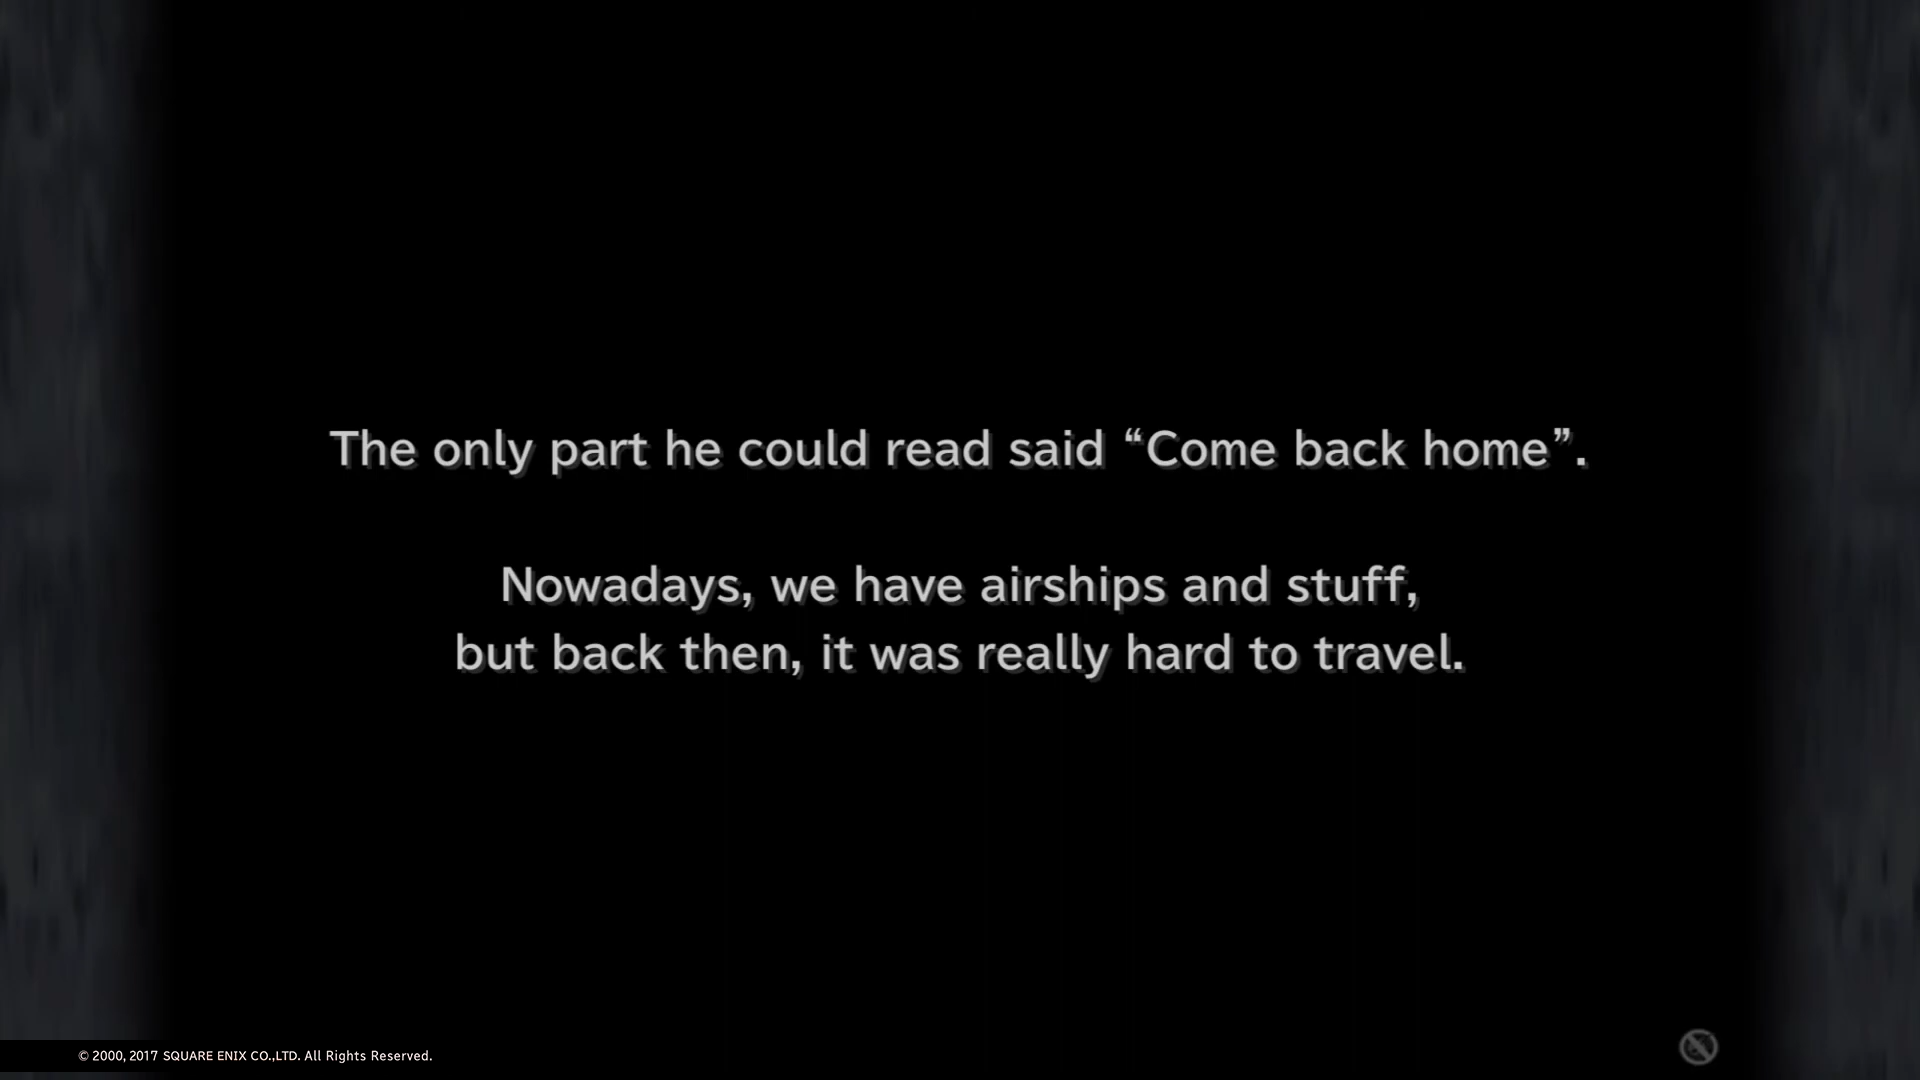 The only part he could read said “Come back home”.
Nowadays, we have airships and stuff,
but back then, it was really hard to travel.
© 2000, 2017 SQUARE ENIX CO.,LTD. All Rights Reserved.